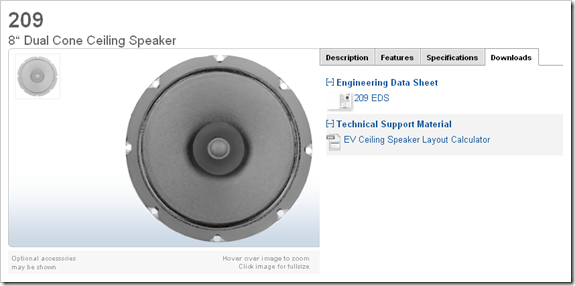 209
8“ Dual Cone Ceiling Speaker
Description Features Specifications Downloads
Engineering Data Sheet
209 EDS
Technical Support Material
EV Ceiling Speaker Layout Calculator
Optional accessories
may be shown
Hover over image to zoom
Click image for fullsize